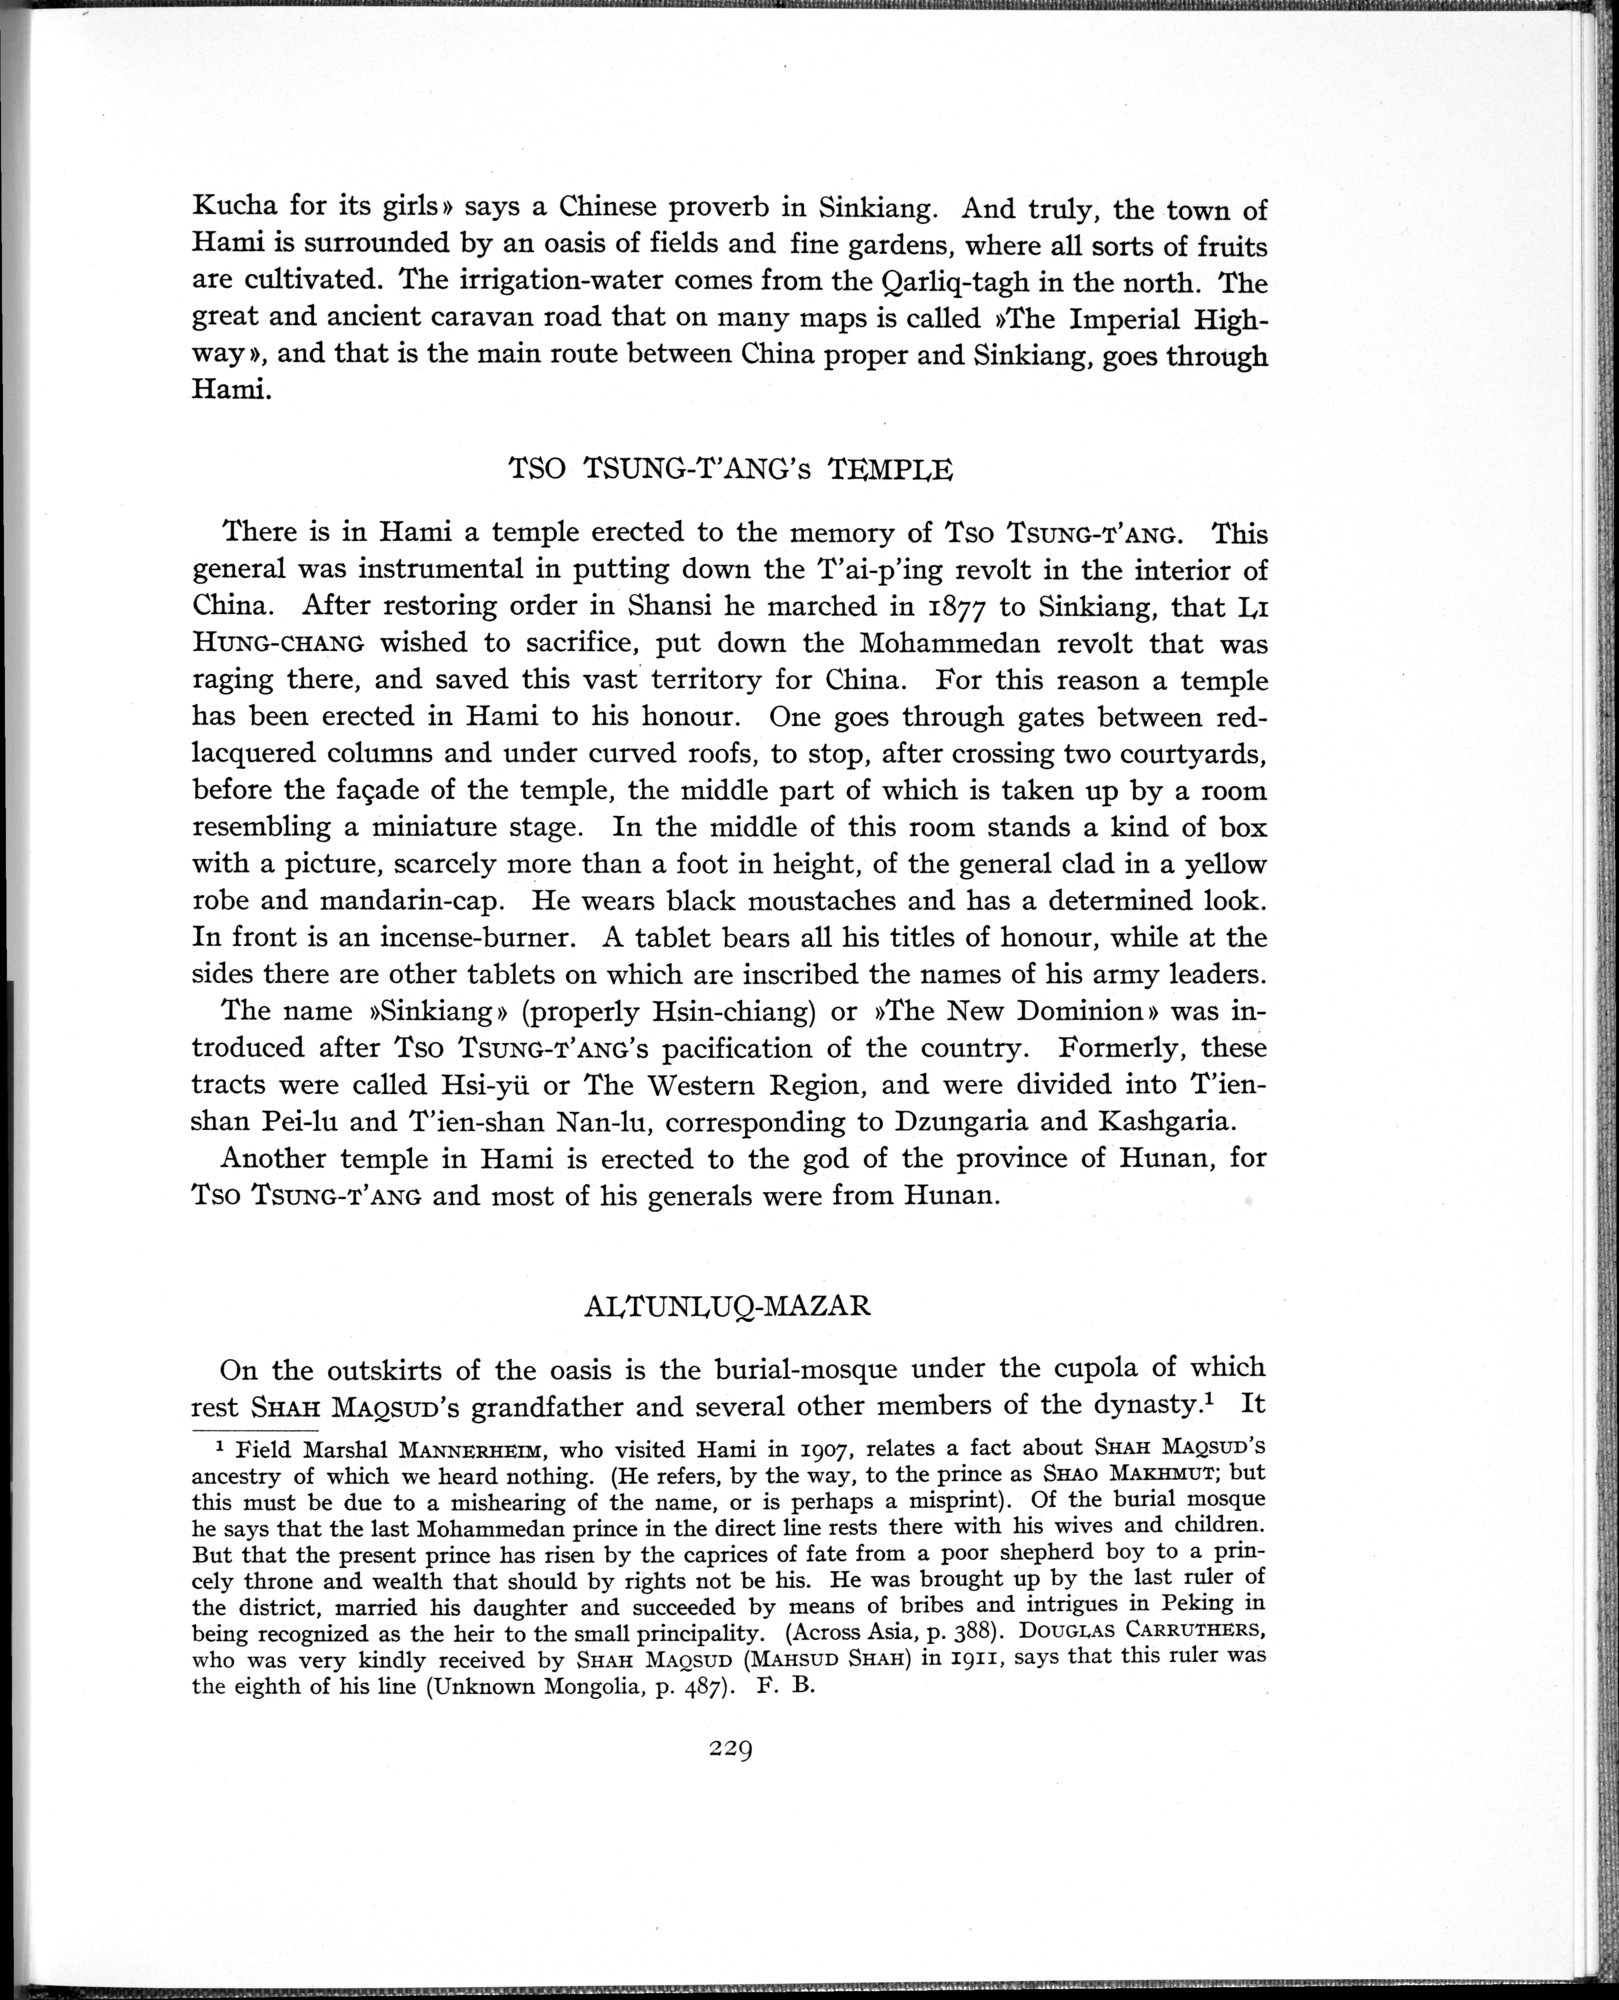 Kucha for its girls» says a Chinese proverb in Sinkiang. And truly, the town of
Hami is surrounded by an oasis of fields and fine gardens, where all sorts of fruits
are cultivated. The irrigation-water comes from the Qarliq-tagh in the north. The
great and ancient caravan road that on many maps is called »The Imperial High-
way», and that is the main route between China proper and Sinkiang, goes through
Hami.
TSO TSUNG-T'ANG's TEMPLE
There is in Hami a temple erected to the memory of Tso Tsung-t'ang. This
general was instrumental in putting down the T'ai-p'ing revolt in the interior of
China. After restoring order in Shansi he marched in 1877 to Sinkiang, that Li
Hung-chang wished to sacrifice, put down the Mohammedan revolt that was
raging there, and saved this vast territory for China. For this reason a temple
has been erected in Hami to his honour. One goes through gates between red-
lacquered columns and under curved roofs, to stop, after crossing two courtyards,
before the façade of the temple, the middle part of which is taken up by a room
resembling a miniature stage. In the middle of this room stands a kind of box
with a picture, scarcely more than a foot in height, of the general clad in a yellow
robe and mandarin-cap. He wears black moustaches and has a determined look.
In front is an incense-burner. A tablet bears all his titles of honour, while at the
sides there are other tablets on which are inscribed the names of his army leaders.
The name »Sinkiang» (properly Hsin-chiang) or »The New Dominion» was in-
troduced after Tso Tsung-t'ang's pacification of the country. Formerly, these
tracts were called Hsi-yü or The Western Region, and were divided into T'ien-
shan Pei-lu and T'ien-shan Nan-lu, corresponding to Dzungaria and Kashgaria.
Another temple in Hami is erected to the god of the province of Hunan, for
Tso Tsung-t'ang and most of his generals were from Hunan.
ALTUNLUQ-MAZAR
On the outskirts of the oasis is the burial-mosque under the cupola of which
rest Shah Maqsud's grandfather and several other members of the dynasty.¹ It
¹ Field Marshal Mannerheim, who visited Hami in 1907, relates a fact about Shah Maqsud's
ancestry of which we heard nothing. (He refers, by the way, to the prince as Shao Makhmut; but
this must be due to a mishearing of the name, or is perhaps a misprint). Of the burial mosque
he says that the last Mohammedan prince in the direct line rests there with his wives and children.
But that the present prince has risen by the caprices of fate from a poor shepherd boy to a prin-
cely throne and wealth that should by rights not be his. He was brought up by the last ruler of
the district, married his daughter and succeeded by means of bribes and intrigues in Peking in
being recognized as the heir to the small principality. (Across Asia, p. 388). Douglas Carruthers,
who was very kindly received by Shah Maqsud (Mahsud Shah) in 1911, says that this ruler was
the eighth of his line (Unknown Mongolia, p. 487). F. B.
229